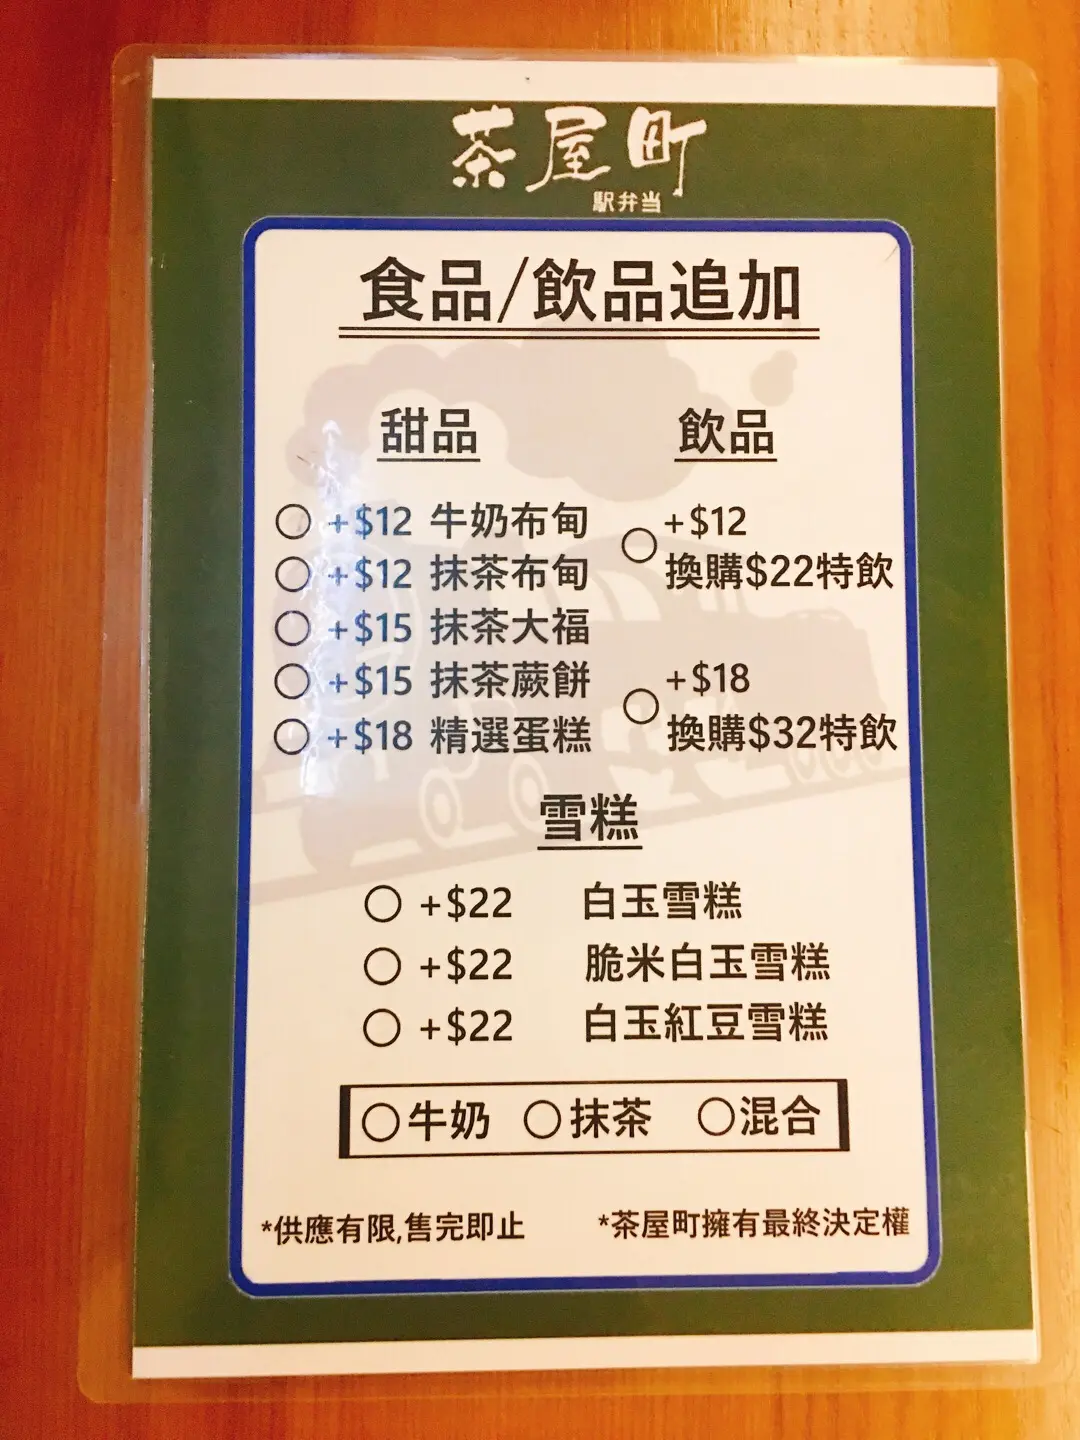 茶屋町
駅弁当
食品/飲品追加
甜品
○ +$12 牛奶布甸
○ +$12 抹茶布甸
○ +$15 抹茶大福
○ +$15 抹茶蕨餅
○ +$18 精選蛋糕
飲品
○ +$12
換購$22特飲
○ +$18
換購$32特飲
雪糕
○ +$22 白玉雪糕
○ +$22 脆米白玉雪糕
○ +$22 白玉紅豆雪糕
○牛奶 ○抹茶 ○混合
*供應有限,售完即止
*茶屋町擁有最終決定權